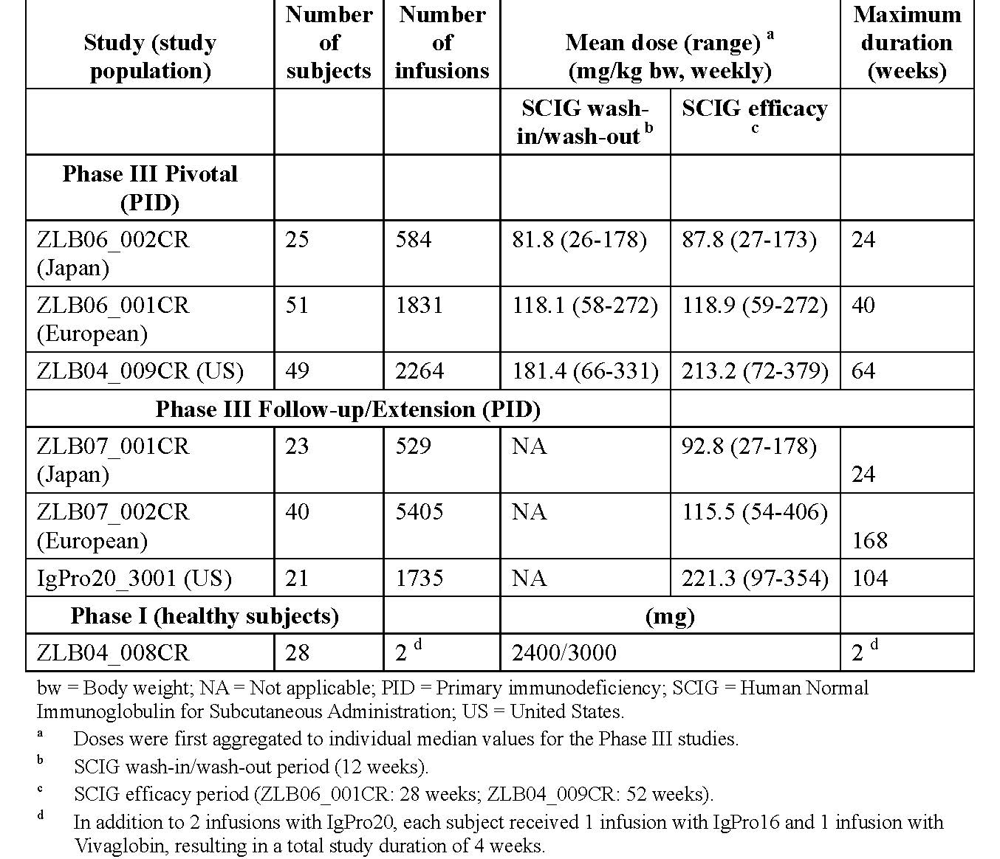 Study (study population) Number of subjects Number of infusions Mean dose (range) a (mg/kg bw, weekly) Maximum duration (weeks)
SCIG wash-in/wash-out b SCIG efficacy c
Phase III Pivotal (PID)
ZLB06_002CR (Japan) 25 584 81.8 (26-178) 87.8 (27-173) 24
ZLB06_001CR (European) 51 1831 118.1 (58-272) 118.9 (59-272) 40
ZLB04_009CR (US) 49 2264 181.4 (66-331) 213.2 (72-379) 64
Phase III Follow-up/Extension (PID)
ZLB07_001CR (Japan) 23 529 NA 92.8 (27-178) 24
ZLB07_002CR (European) 40 5405 NA 115.5 (54-406) 168
IgPro20_3001 (US) 21 1735 NA 221.3 (97-354) 104
Phase I (healthy subjects) (mg)
ZLB04_008CR 28 2 d 2400/3000 2 d
bw = Body weight; NA = Not applicable; PID = Primary immunodeficiency; SCIG = Human Normal
Immunoglobulin for Subcutaneous Administration; US = United States.
a Doses were first aggregated to individual median values for the Phase III studies.
b SCIG wash-in/wash-out period (12 weeks).
c SCIG efficacy period (ZLB06_001CR: 28 weeks; ZLB04_009CR: 52 weeks).
d In addition to 2 infusions with IgPro20, each subject received 1 infusion with IgPro16 and 1 infusion with
Vivaglobin, resulting in a total study duration of 4 weeks.